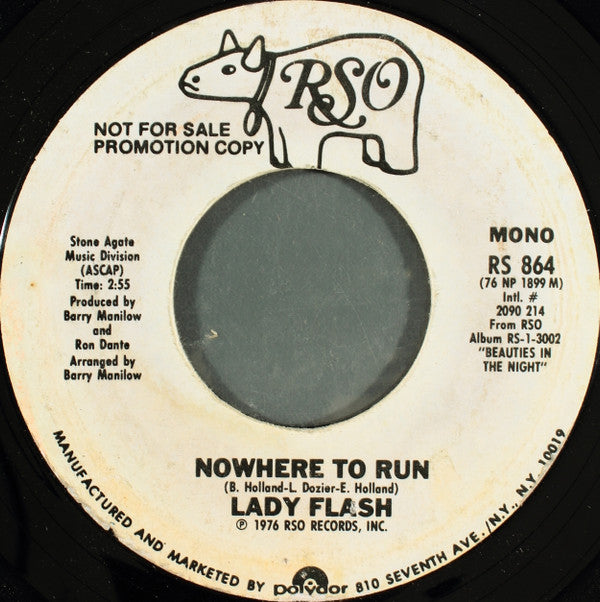 RSO
NOT FOR SALE
PROMOTION COPY
Stone Agate
Music Division
(ASCAP)
Time: 2:55
Produced by
Barry Manilow
and
Ron Dante
Arranged by
Barry Manilow
MONO
RS 864
(76 NP 1899 M)
Intl. #
2090 214
From RSO
Album RS-1-3002
"BEAUTIES IN
THE NIGHT"
NOWHERE TO RUN
(B. Holland-L. Dozier-E. Holland)
LADY FLASH
℗ 1976 RSO RECORDS, INC.
MANUFACTURED AND MARKETED BY polydor 810 SEVENTH AVE./N.Y., N.Y. 10019